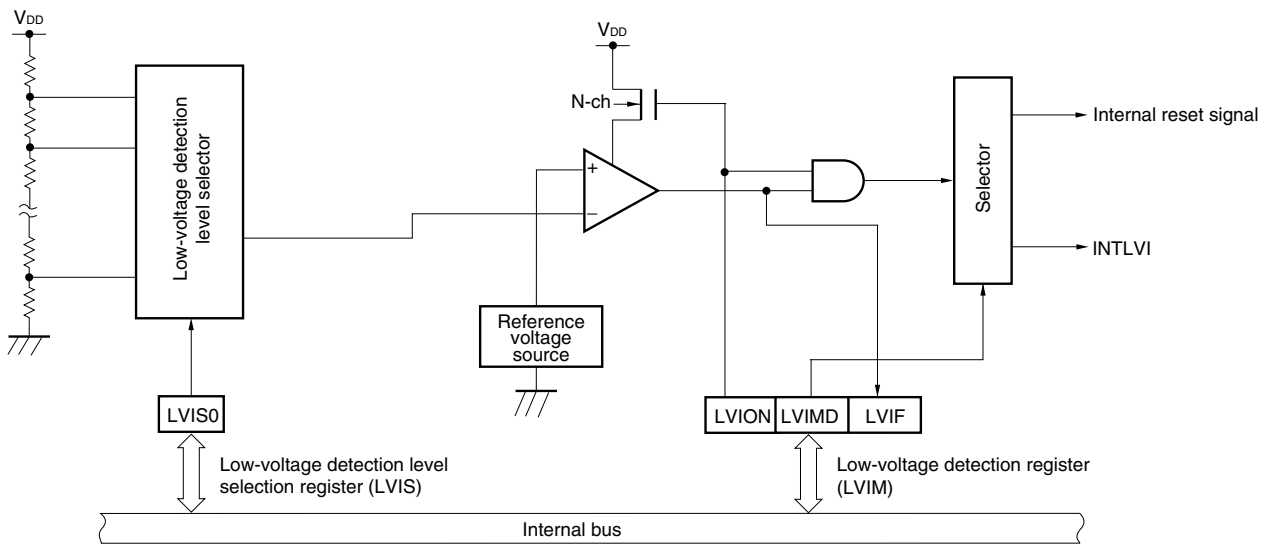 VDD
Low-voltage detection
level selector
VDD
N-ch
+
−
Reference
voltage
source
Selector
Internal reset signal
INTLVI
LVIS0
LVION
LVIMD
LVIF
Low-voltage detection level
selection register (LVIS)
Low-voltage detection register
(LVIM)
Internal bus